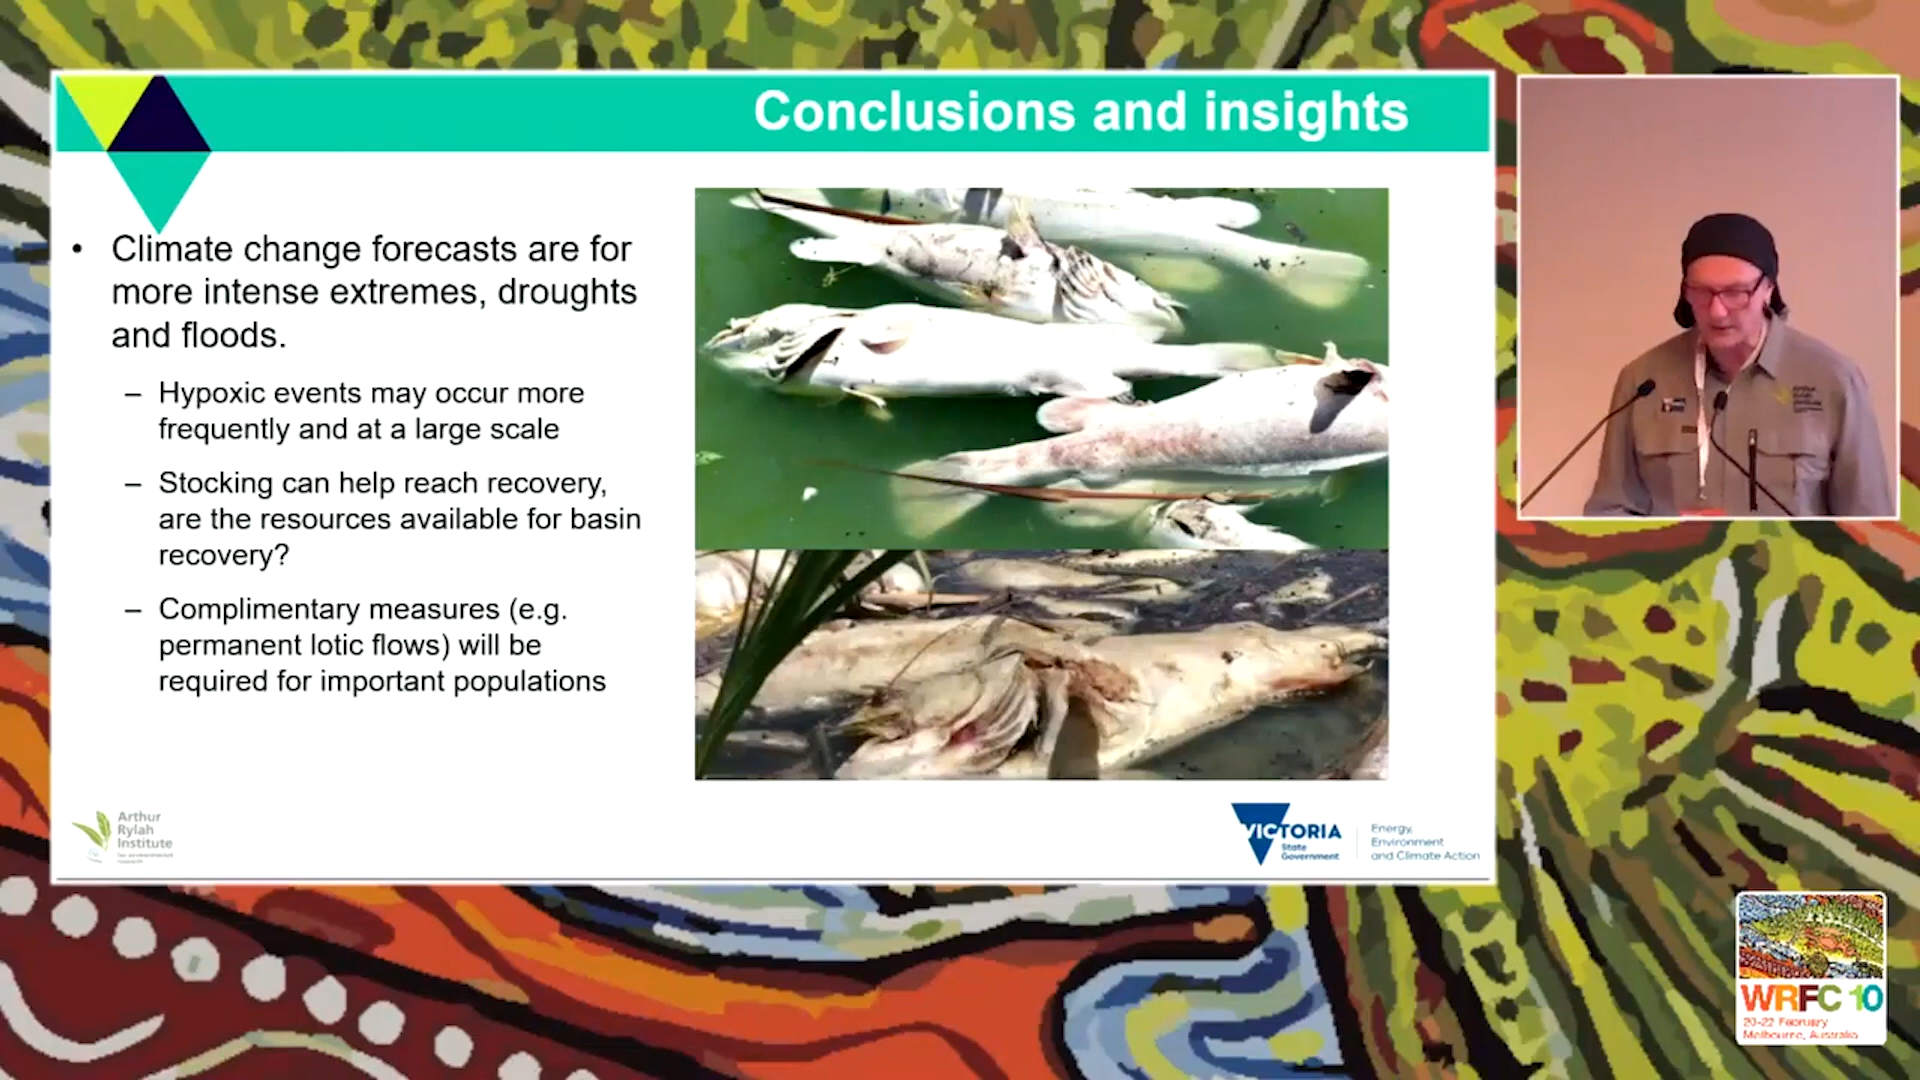 Conclusions and insights
• Climate change forecasts are for
more intense extremes, droughts
and floods.
– Hypoxic events may occur more
frequently and at a large scale
– Stocking can help reach recovery,
are the resources available for basin
recovery?
– Complimentary measures (e.g.
permanent lotic flows) will be
required for important populations
Arthur
Rylah
Institute
VICTORIA
State
Government
Energy,
Environment
and Climate Action
WRFC 10
20-22 February
Melbourne, Australia